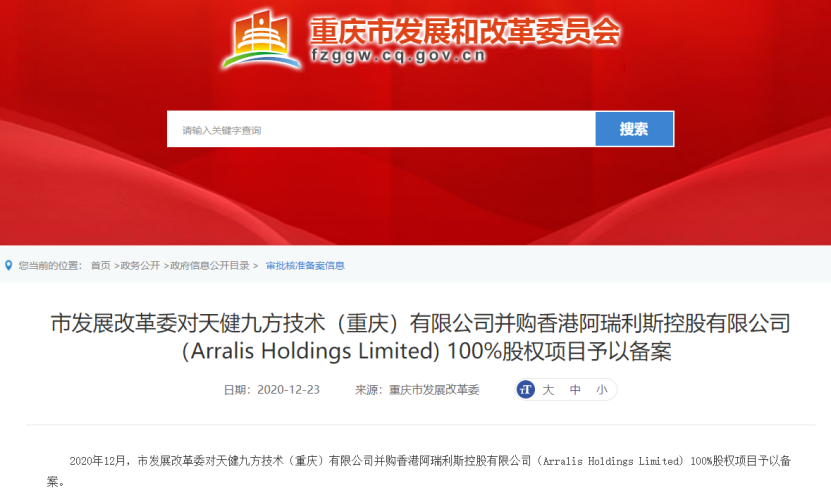 重庆市发展和改革委员会
fzggw.cq.gov.cn
请输入关键字查询
搜索
您当前的位置： 首页 >政务公开 >政府信息公开目录 > 审批核准备案信息
市发展改革委对天健九方技术（重庆）有限公司并购香港阿瑞利斯控股有限公司
（Arralis Holdings Limited) 100%股权项目予以备案
日期：2020-12-23 来源：重庆市发展改革委 TT 大 中 小
2020年12月，市发展改革委对天健九方技术（重庆）有限公司并购香港阿瑞利斯控股有限公司（Arralis Holdings Limited) 100%股权项目予以备
案。